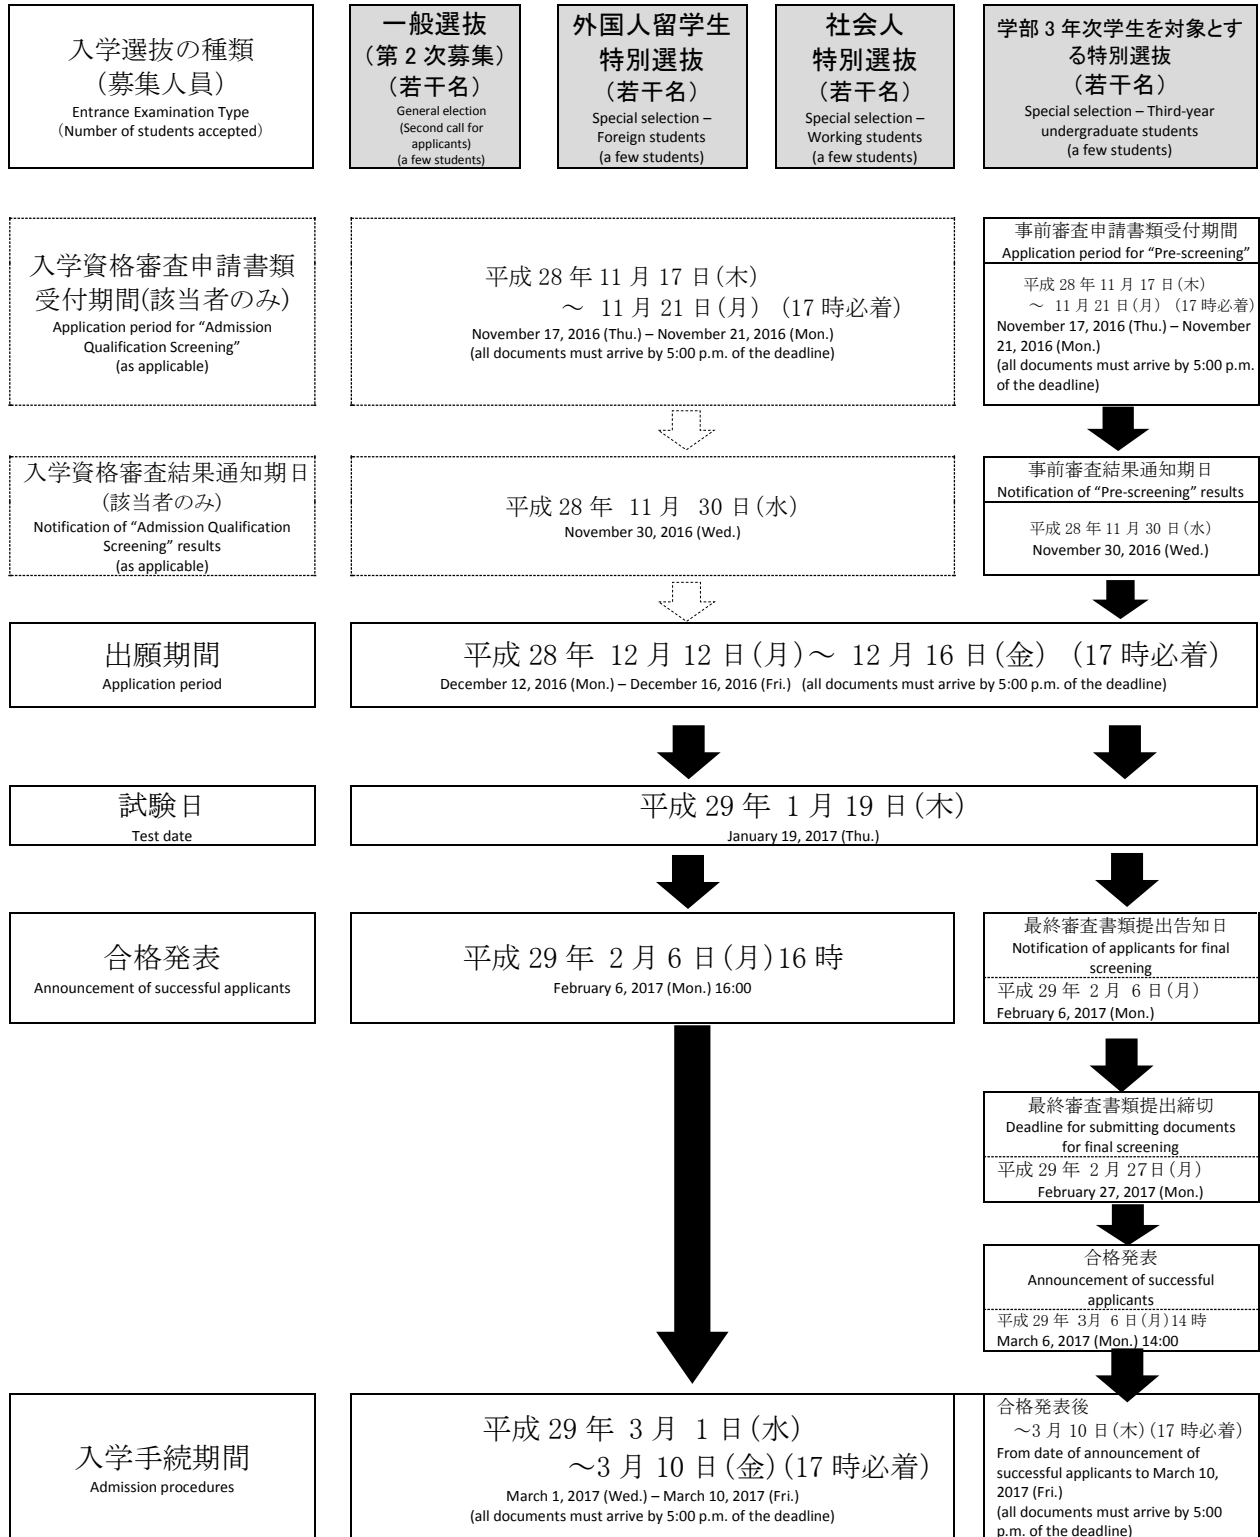 入学選抜の種類
(募集人員)
Entrance Examination Type
（Number of students accepted）
一般選抜
（第２次募集）
（若干名）
General election
(Second call for
applicants)
(a few students)
外国人留学生
特別選抜
（若干名）
Special selection –
Foreign students
(a few students)
社会人
特別選抜
（若干名）
Special selection –
Working students
(a few students)
学部３年次学生を対象とす
る特別選抜
（若干名）
Special selection – Third-year
undergraduate students
(a few students)
入学資格審査申請書類
受付期間(該当者のみ)
Application period for “Admission
Qualification Screening”
(as applicable)
平成 28 年 11 月 17 日(木)
～ 11 月 21 日(月) (17 時必着)
November 17, 2016 (Thu.) – November 21, 2016 (Mon.)
(all documents must arrive by 5:00 p.m. of the deadline)
事前審査申請書類受付期間
Application period for “Pre-screening”
平成 28 年 11 月 17 日(木)
～ 11 月 21 日(月) (17 時必着)
November 17, 2016 (Thu.) – November
21, 2016 (Mon.)
(all documents must arrive by 5:00 p.m.
of the deadline)
入学資格審査結果通知期日
(該当者のみ)
Notification of “Admission Qualification
Screening” results
(as applicable)
平成 28 年 11 月 30 日(水)
November 30, 2016 (Wed.)
事前審査結果通知期日
Notification of “Pre-screening” results
平成 28 年 11 月 30 日(水)
November 30, 2016 (Wed.)
出願期間
Application period
平成 28 年 12 月 12 日(月)～ 12 月 16 日(金) (17 時必着)
December 12, 2016 (Mon.) – December 16, 2016 (Fri.) (all documents must arrive by 5:00 p.m. of the deadline)
試験日
Test date
平成 29 年 1 月 19 日(木)
January 19, 2017 (Thu.)
合格発表
Announcement of successful applicants
平成 29 年 2 月 6 日(月)16 時
February 6, 2017 (Mon.) 16:00
最終審査書類提出告知日
Notification of applicants for final
screening
平成 29 年 2 月 6 日(月)
February 6, 2017 (Mon.)
最終審査書類提出締切
Deadline for submitting documents
for final screening
平成 29 年 2 月 27日(月)
February 27, 2017 (Mon.)
合格発表
Announcement of successful
applicants
平成 29 年 3月 6 日(月)14 時
March 6, 2017 (Mon.) 14:00
入学手続期間
Admission procedures
平成 29 年 3 月 1 日(水)
～3 月 10 日(金)(17 時必着)
March 1, 2017 (Wed.) – March 10, 2017 (Fri.)
(all documents must arrive by 5:00 p.m. of the deadline)
合格発表後
～3 月 10 日(木)(17 時必着)
From date of announcement of
successful applicants to March 10,
2017 (Fri.)
(all documents must arrive by 5:00
p.m. of the deadline)